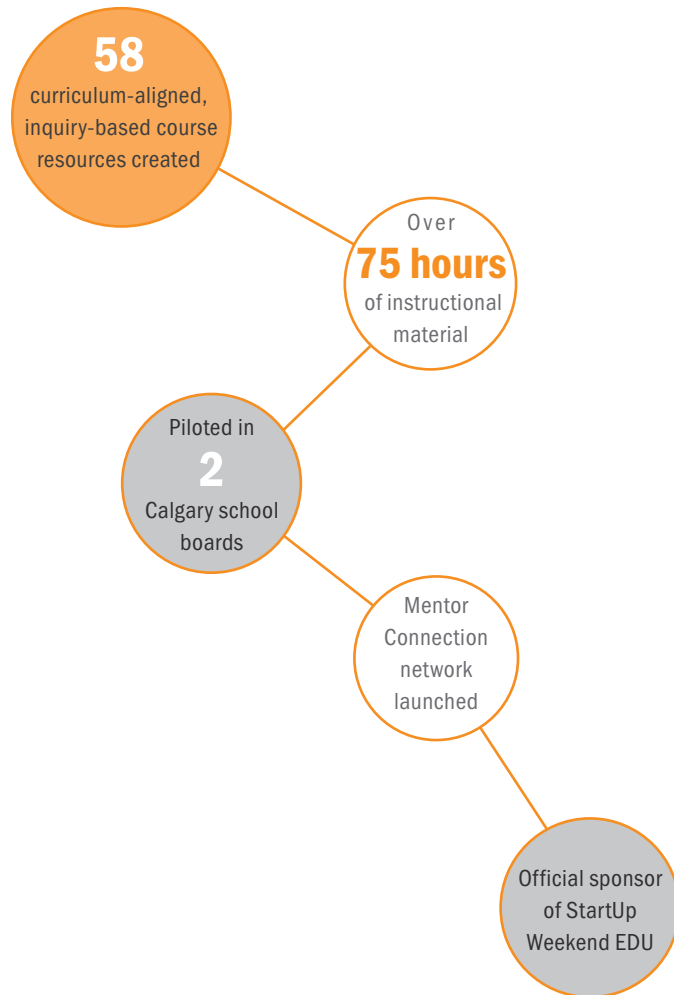 58
curriculum-aligned,
inquiry-based course
resources created
Over
75 hours
of instructional
material
Piloted in
2
Calgary school
boards
Mentor
Connection
network
launched
Official sponsor
of StartUp
Weekend EDU